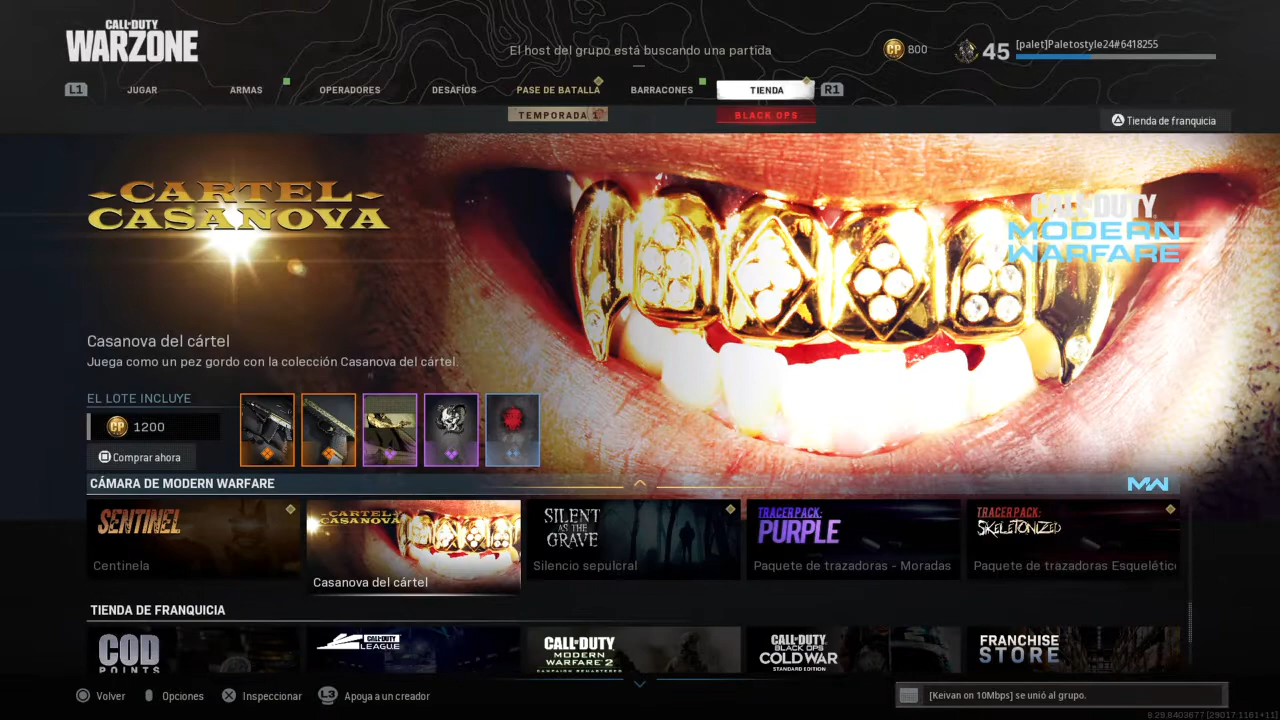 CALL OF DUTY
WARZONE
El host del grupo está buscando una partida
CP 800
45
[palet]Paletostyle24#6418255
L1
JUGAR
ARMAS
OPERADORES
DESAFÍOS
PASE DE BATALLA
BARRACONES
TIENDA
R1
TEMPORADA 1
BLACK OPS
Tienda de franquicia
CARTEL
CASANOVA
CALL OF DUTY
MODERN
WARFARE
Casanova del cártel
Juega como un pez gordo con la colección Casanova del cártel.
EL LOTE INCLUYE
CP 1200
Comprar ahora
CÁMARA DE MODERN WARFARE
MW
SENTINEL
Centinela
CARTEL
CASANOVA
Casanova del cártel
SILENT
AS THE
GRAVE
Silencio sepulcral
TRACER PACK:
PURPLE
Paquete de trazadoras - Moradas
TRACER PACK:
SKELETONIZED
Paquete de trazadoras Esquelétic
TIENDA DE FRANQUICIA
COD
POINTS
CALL OF DUTY
LEAGUE
CALL OF DUTY
MODERN
WARFARE 2
CAMPAIGN REMASTERED
CALL OF DUTY
BLACK OPS
COLD WAR
STANDARD EDITION
FRANCHISE
STORE
Volver
Opciones
Inspeccionar
L3
Apoya a un creador
[Keivan on 10Mbps] se unió al grupo.